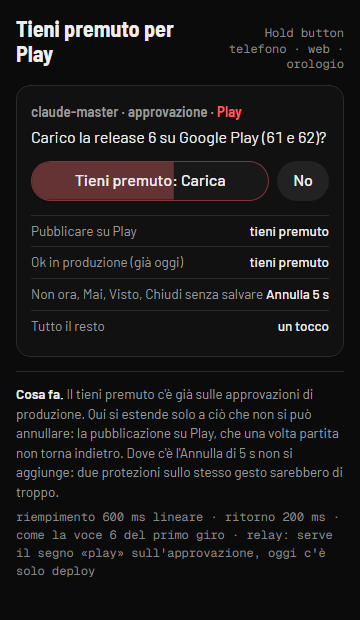 Tieni premuto per
Play
Hold button
telefono · web ·
orologio
claude-master · approvazione · Play
Carico la release 6 su Google Play (61 e 62)?
Tieni premuto: Carica
No
Pubblicare su Play tieni premuto
Ok in produzione (già oggi) tieni premuto
Non ora, Mai, Visto, Chiudi senza salvare Annulla 5 s
Tutto il resto un tocco
Cosa fa. Il tieni premuto c'è già sulle approvazioni di
produzione. Qui si estende solo a ciò che non si può
annullare: la pubblicazione su Play, che una volta partita
non torna indietro. Dove c'è l'Annulla di 5 s non si
aggiunge: due protezioni sullo stesso gesto sarebbero di
troppo.
riempimento 600 ms lineare · ritorno 200 ms ·
come la voce 6 del primo giro · relay: serve
il segno «play» sull'approvazione, oggi c'è
solo deploy